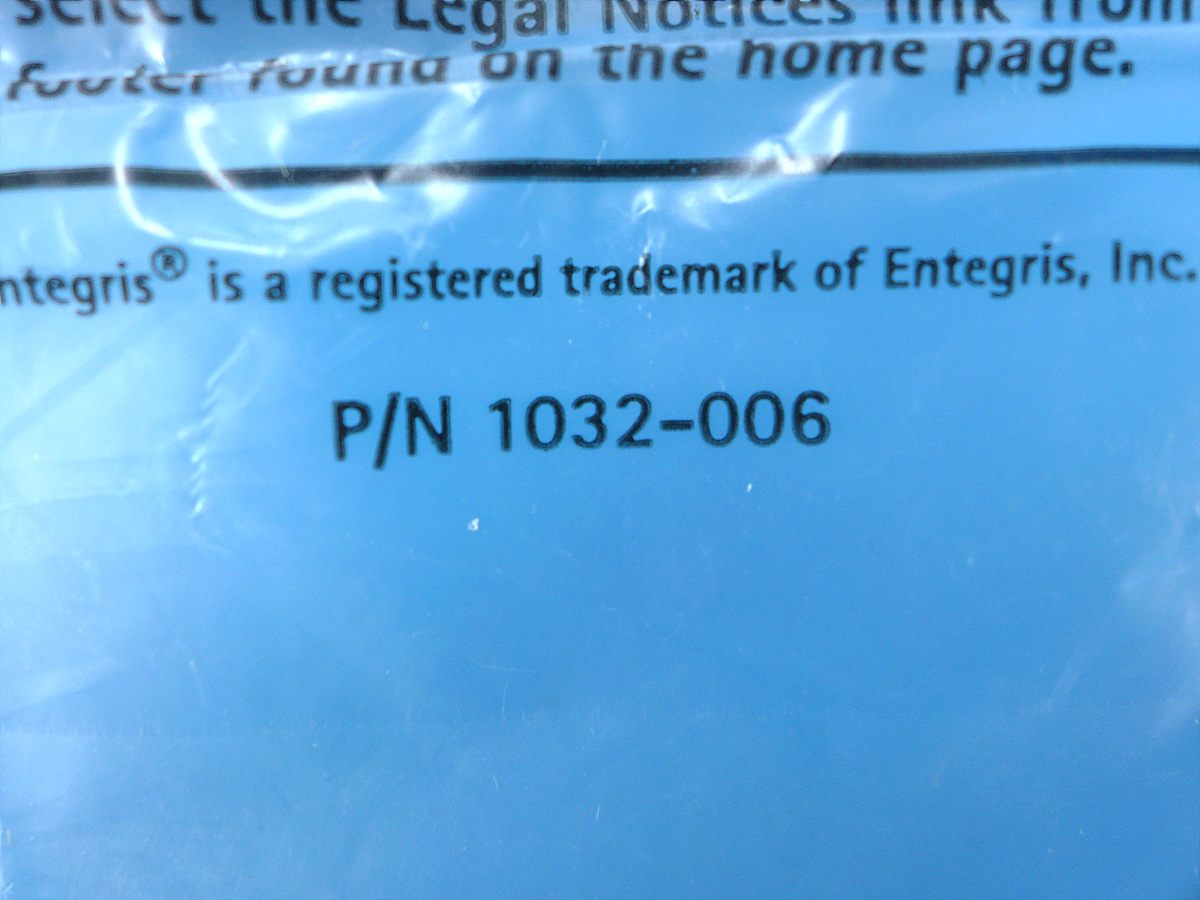 select the Legal Notices link from
footer found on the home page.
ntegris® is a registered trademark of Entegris, Inc.
P/N 1032-006